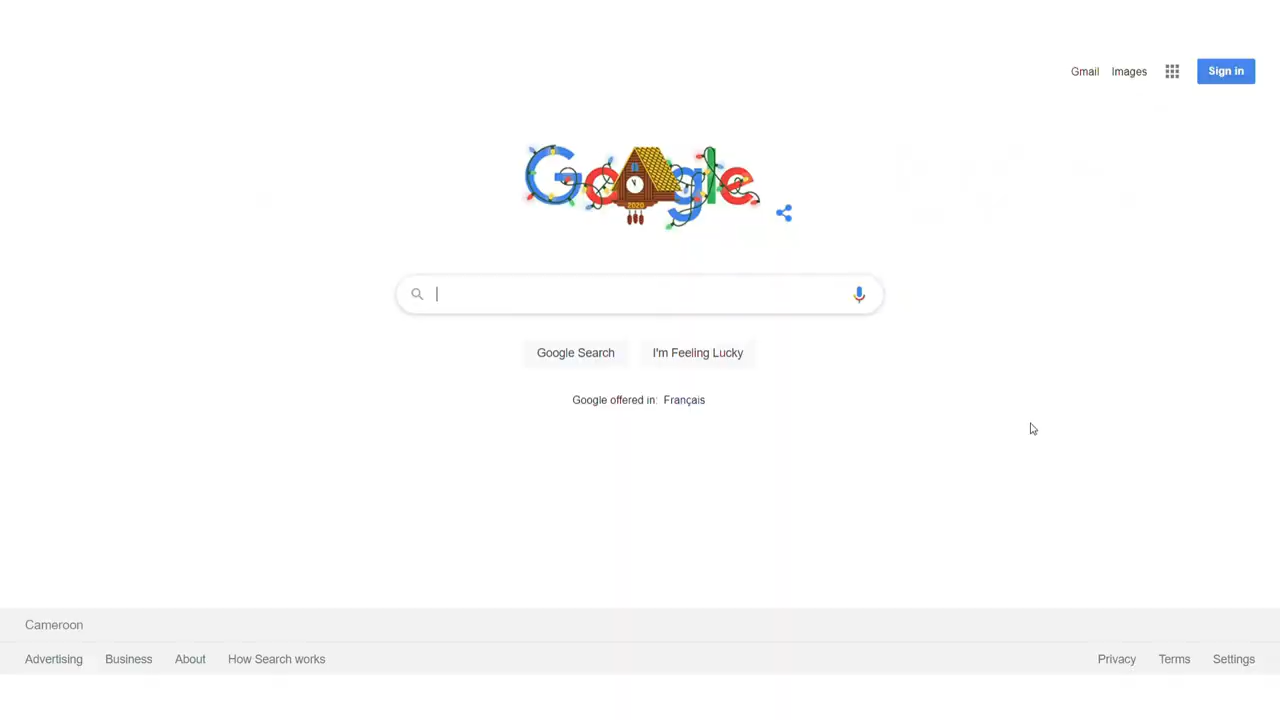 Gmail Images Sign in
Google
2020
Google Search I'm Feeling Lucky
Google offered in: Français
Cameroon
Advertising Business About How Search works Privacy Terms Settings